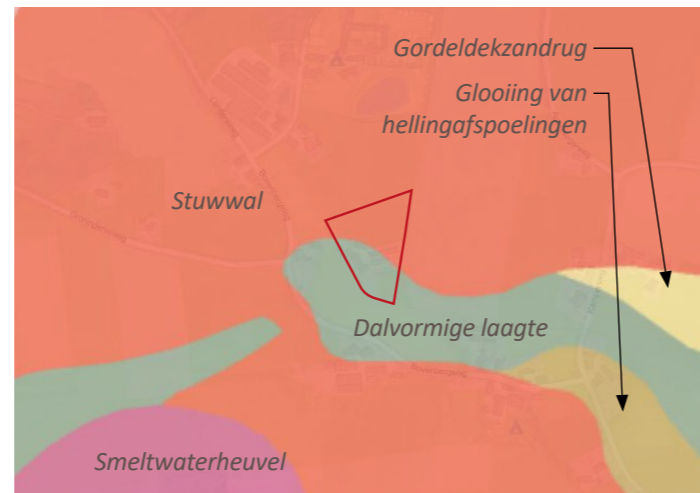 Gordeldekzandrug
Glooiing van
hellingafspoelingen
Stuwwal
Dalvormige laagte
Smeltwaterheuvel